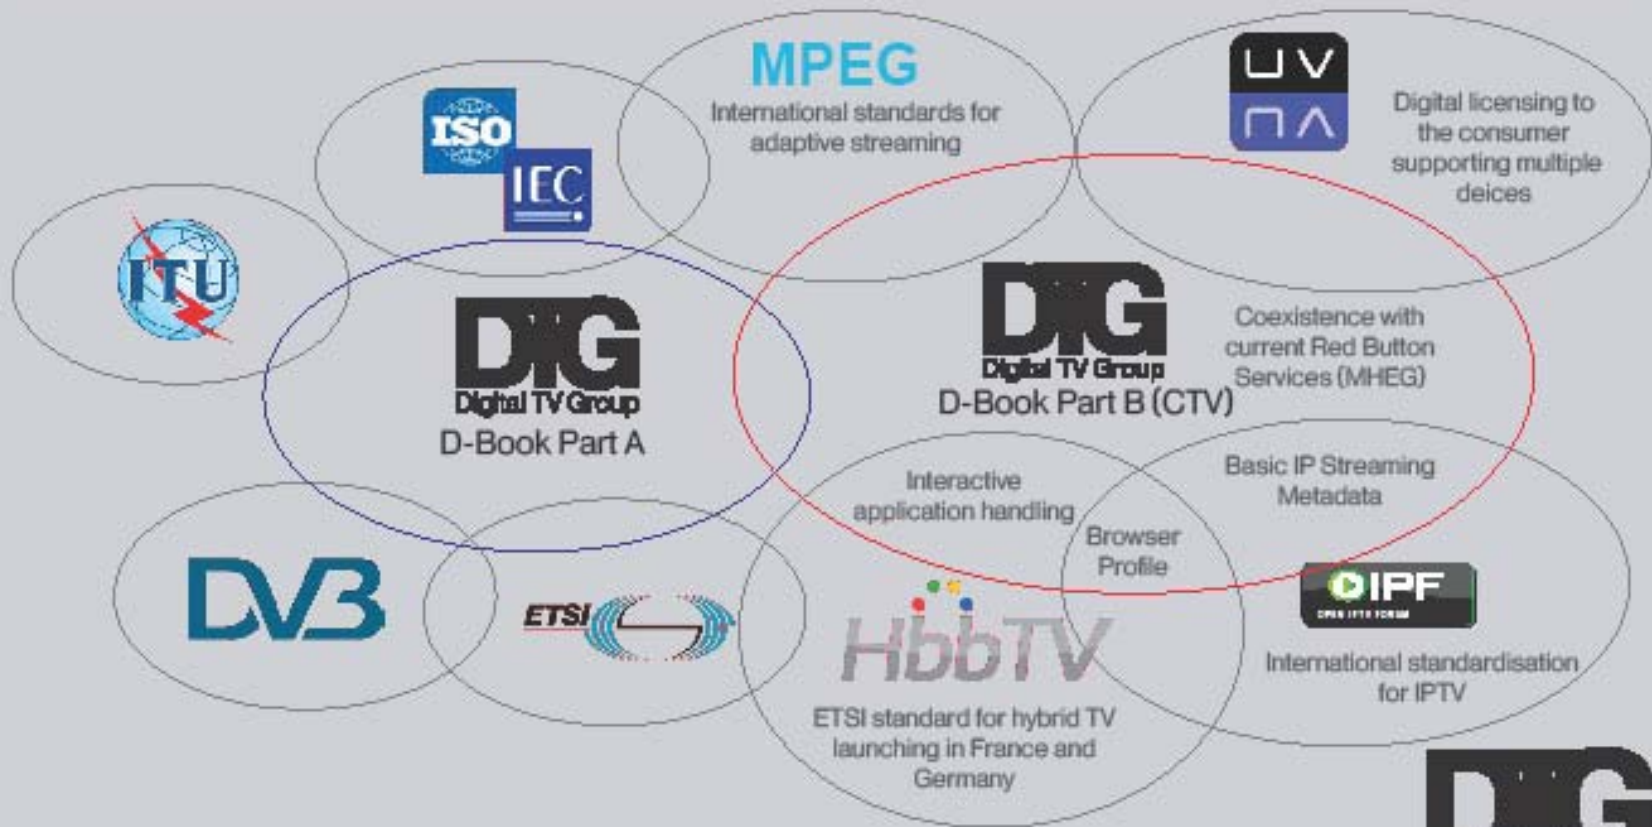 MPEG
International standards for
adaptive streaming
UV
Digital licensing to
the consumer
supporting multiple
deices
ISO
IEC
ITU
DTG
Digital TV Group
D-Book Part A
DTG
Digital TV Group
D-Book Part B (CTV)
Coexistence with
current Red Button
Services (MHEG)
Interactive
application handling
Browser
Profile
Basic IP Streaming
Metadata
DVB
ETSI
HbbTV
ETSI standard for hybrid TV
launching in France and
Germany
OIPF
OPEN IPTV FORUM
International standardisation
for IPTV
DTG